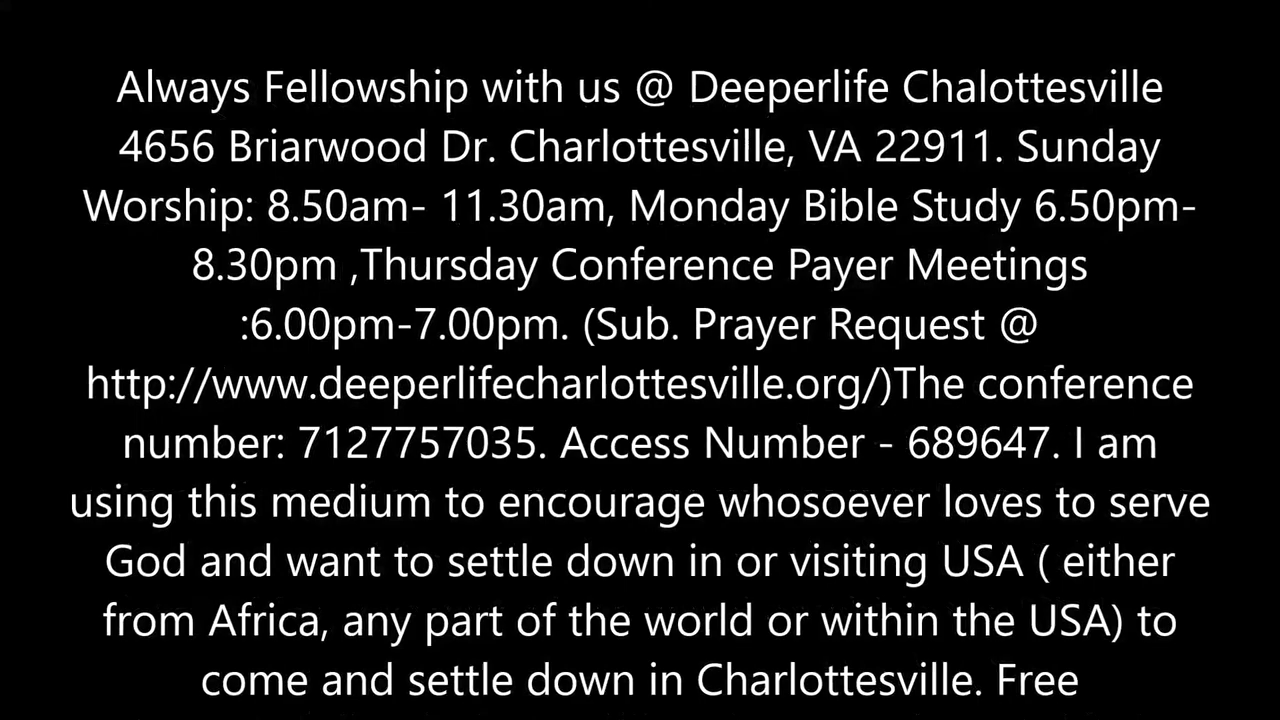 Always Fellowship with us @ Deeperlife Chalottesville
4656 Briarwood Dr. Charlottesville, VA 22911. Sunday
Worship: 8.50am- 11.30am, Monday Bible Study 6.50pm-
8.30pm ,Thursday Conference Payer Meetings
:6.00pm-7.00pm. (Sub. Prayer Request @
http://www.deeperlifecharlottesville.org/)The conference
number: 7127757035. Access Number - 689647. I am
using this medium to encourage whosoever loves to serve
God and want to settle down in or visiting USA ( either
from Africa, any part of the world or within the USA) to
come and settle down in Charlottesville. Free